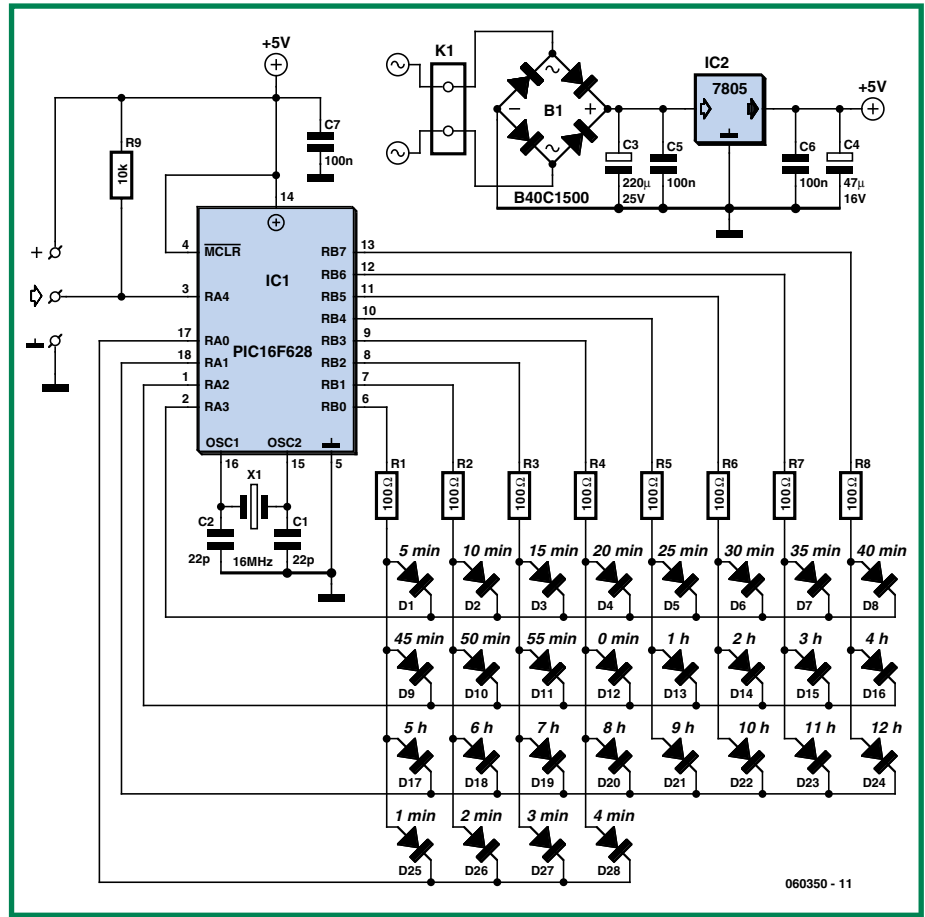 +5V
K1
IC2
7805
+5V
B1
B40C1500
C3
220µ
25V
C5
100n
C6
100n
C4
47µ
16V
R9
10k
C7
100n
14
4
MCLR
IC1
3
RA4
17
RA0
PIC16F628
18
RA1
1
RA2
2
RA3
RB7
13
RB6
12
RB5
11
RB4
10
RB3
9
RB2
8
RB1
7
RB0
6
OSC1
OSC2
16
15
5
X1
C2
C1
22p
16MHz
22p
R1 R2 R3 R4 R5 R6 R7 R8
100Ω 100Ω 100Ω 100Ω 100Ω 100Ω 100Ω 100Ω
5 min 10 min 15 min 20 min 25 min 30 min 35 min 40 min
D1 D2 D3 D4 D5 D6 D7 D8
45 min 50 min 55 min 0 min 1 h 2 h 3 h 4 h
D9 D10 D11 D12 D13 D14 D15 D16
5 h 6 h 7 h 8 h 9 h 10 h 11 h 12 h
D17 D18 D19 D20 D21 D22 D23 D24
1 min 2 min 3 min 4 min
D25 D26 D27 D28
060350 - 11